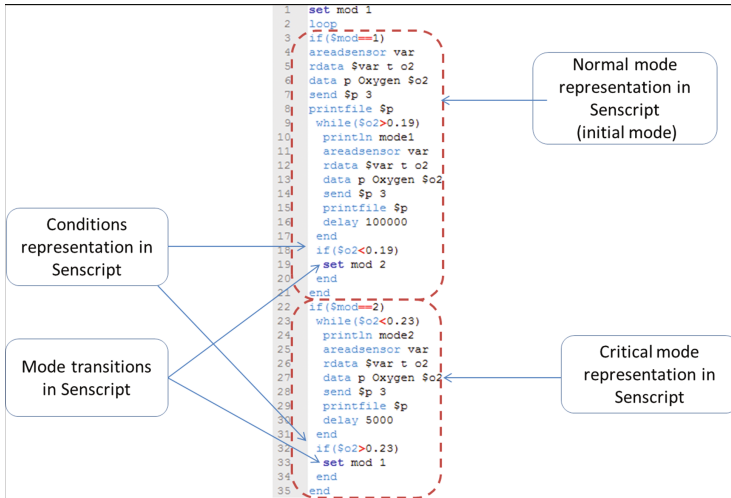 1 set mod 1
2 loop
3 if($mod==1)
4 areadsensor var
5 rdata $var t o2
6 data p Oxygen $o2
7 send $p 3
8 printfile $p
9 while($o2>0.19)
10 println mode1
11 areadsensor var
12 rdata $var t o2
13 data p Oxygen $o2
14 send $p 3
15 printfile $p
16 delay 100000
17 end
18 if($o2<0.19)
19 set mod 2
20 end
21 end
22 if($mod==2)
23 while($o2<0.23)
24 println mode2
25 areadsensor var
26 rdata $var t o2
27 data p Oxygen $o2
28 send $p 3
29 printfile $p
30 delay 5000
31 end
32 if($o2>0.23)
33 set mod 1
34 end
35 end
Normal mode
representation in
Senscript
(initial mode)
Conditions
representation in
Senscript
Mode transitions
in Senscript
Critical mode
representation in
Senscript